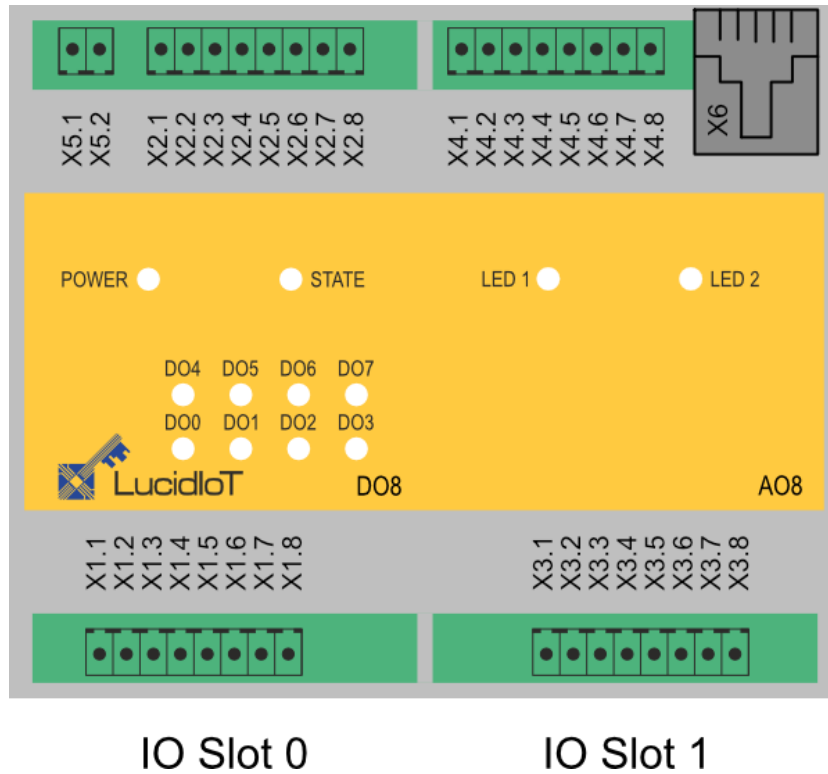 X5.1 X5.2 X2.1 X2.2 X2.3 X2.4 X2.5 X2.6 X2.7 X2.8 X4.1 X4.2 X4.3 X4.4 X4.5 X4.6 X4.7 X4.8 X6
POWER STATE LED 1 LED 2
DO4 DO5 DO6 DO7
DO0 DO1 DO2 DO3
LucidIoT DO8 AO8
X1.1 X1.2 X1.3 X1.4 X1.5 X1.6 X1.7 X1.8 X3.1 X3.2 X3.3 X3.4 X3.5 X3.6 X3.7 X3.8
IO Slot 0 IO Slot 1